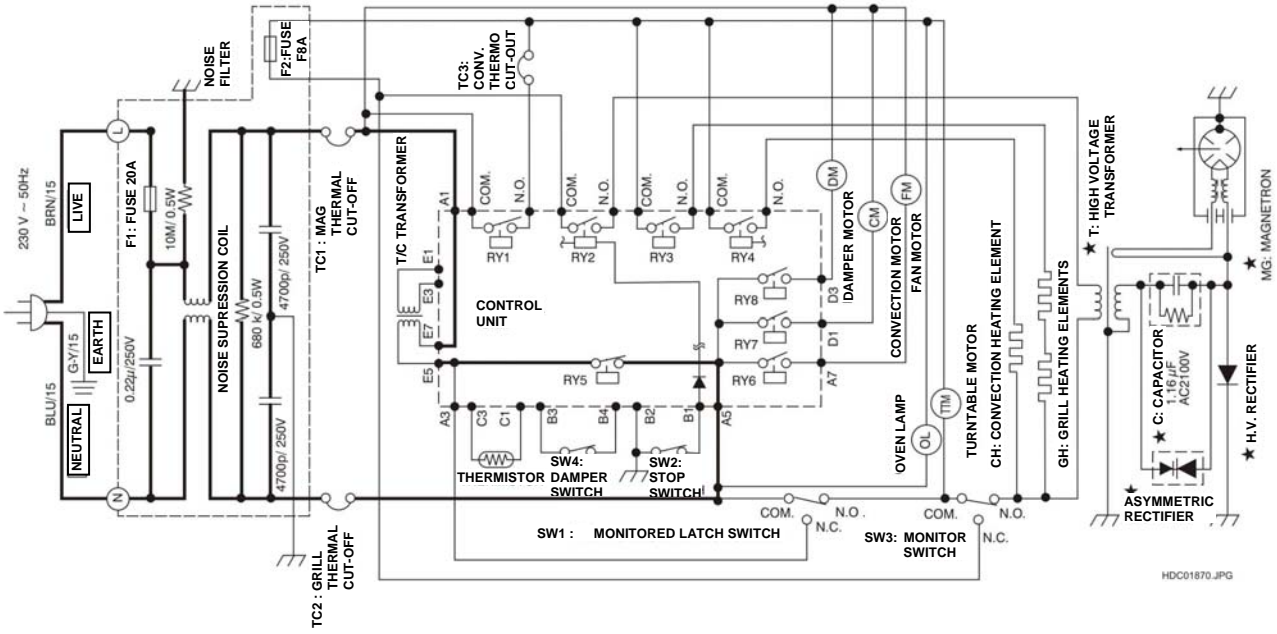 230 V ~ 50Hz
BRN/15
LIVE
G-Y/15
EARTH
BLU/15
NEUTRAL
L
N
F1: FUSE 20A
0.22µ/250V
NOISE
FILTER
10M/ 0.5W
NOISE SUPRESSION COIL
680 k/ 0.5W
4700p/ 250V
4700p/ 250V
F2:FUSE
F8A
TC1 : MAG
THERMAL
CUT-OFF
TC2 : GRILL
THERMAL
CUT-OFF
TC3:
CONV.
THERMO
CUT-OUT
T/C TRANSFORMER
A1
COM.
N.O.
COM.
N.O.
COM.
N.O.
COM.
N.O.
RY1
RY2
RY3
RY4
E1
E3
E7
E5
CONTROL
UNIT
RY8
RY7
RY6
RY5
D3
D1
A7
A3
C3
C1
B3
B4
B2
B1
A5
THERMISTOR
SW4:
DAMPER
SWITCH
SW2:
STOP
SWITCH
DM
CM
FM
DAMPER MOTOR
CONVECTION MOTOR
FAN MOTOR
OVEN LAMP
OL
TTM
TURNTABLE MOTOR
CH: CONVECTION HEATING ELEMENT
GH: GRILL HEATING ELEMENTS
COM.
N.O.
N.C.
SW1 : MONITORED LATCH SWITCH
COM.
N.O.
N.C.
SW3: MONITOR
SWITCH
★ T: HIGH VOLTAGE
TRANSFORMER
★ MG: MAGNETRON
★ C: CAPACITOR
1.16 µF
AC2100V
★ H.V. RECTIFIER
★
ASYMMETRIC
RECTIFIER
HDC01870.JPG